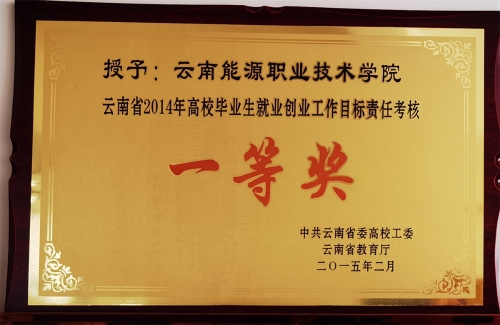 授予：云南能源职业技术学院
云南省2014年高校毕业生就业创业工作目标责任考核
一等奖
中共云南省委高校工委
云南省教育厅
二〇一五年二月